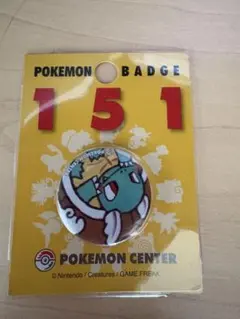 POKEMON BADGE
151
POKEMON CENTER
© Nintendo / Creatures / GAME FREAK